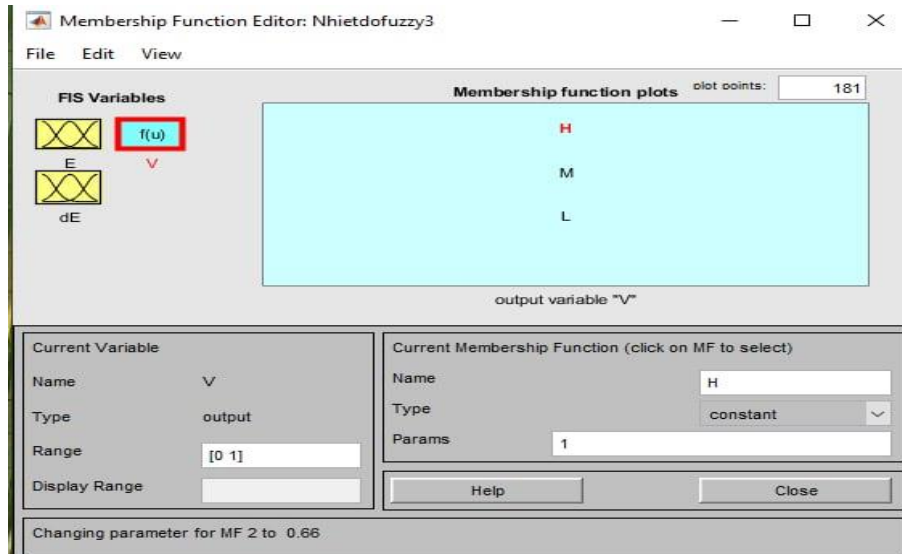 Membership Function Editor: Nhietdofuzzy3
File Edit View
FIS Variables
Membership function plots
plot points:
181
f(u)
E
V
dE
H
M
L
output variable "V"
Current Variable
Name V
Type output
Range [0 1]
Display Range
Current Membership Function (click on MF to select)
Name H
Type constant
Params 1
Help Close
Changing parameter for MF 2 to 0.66